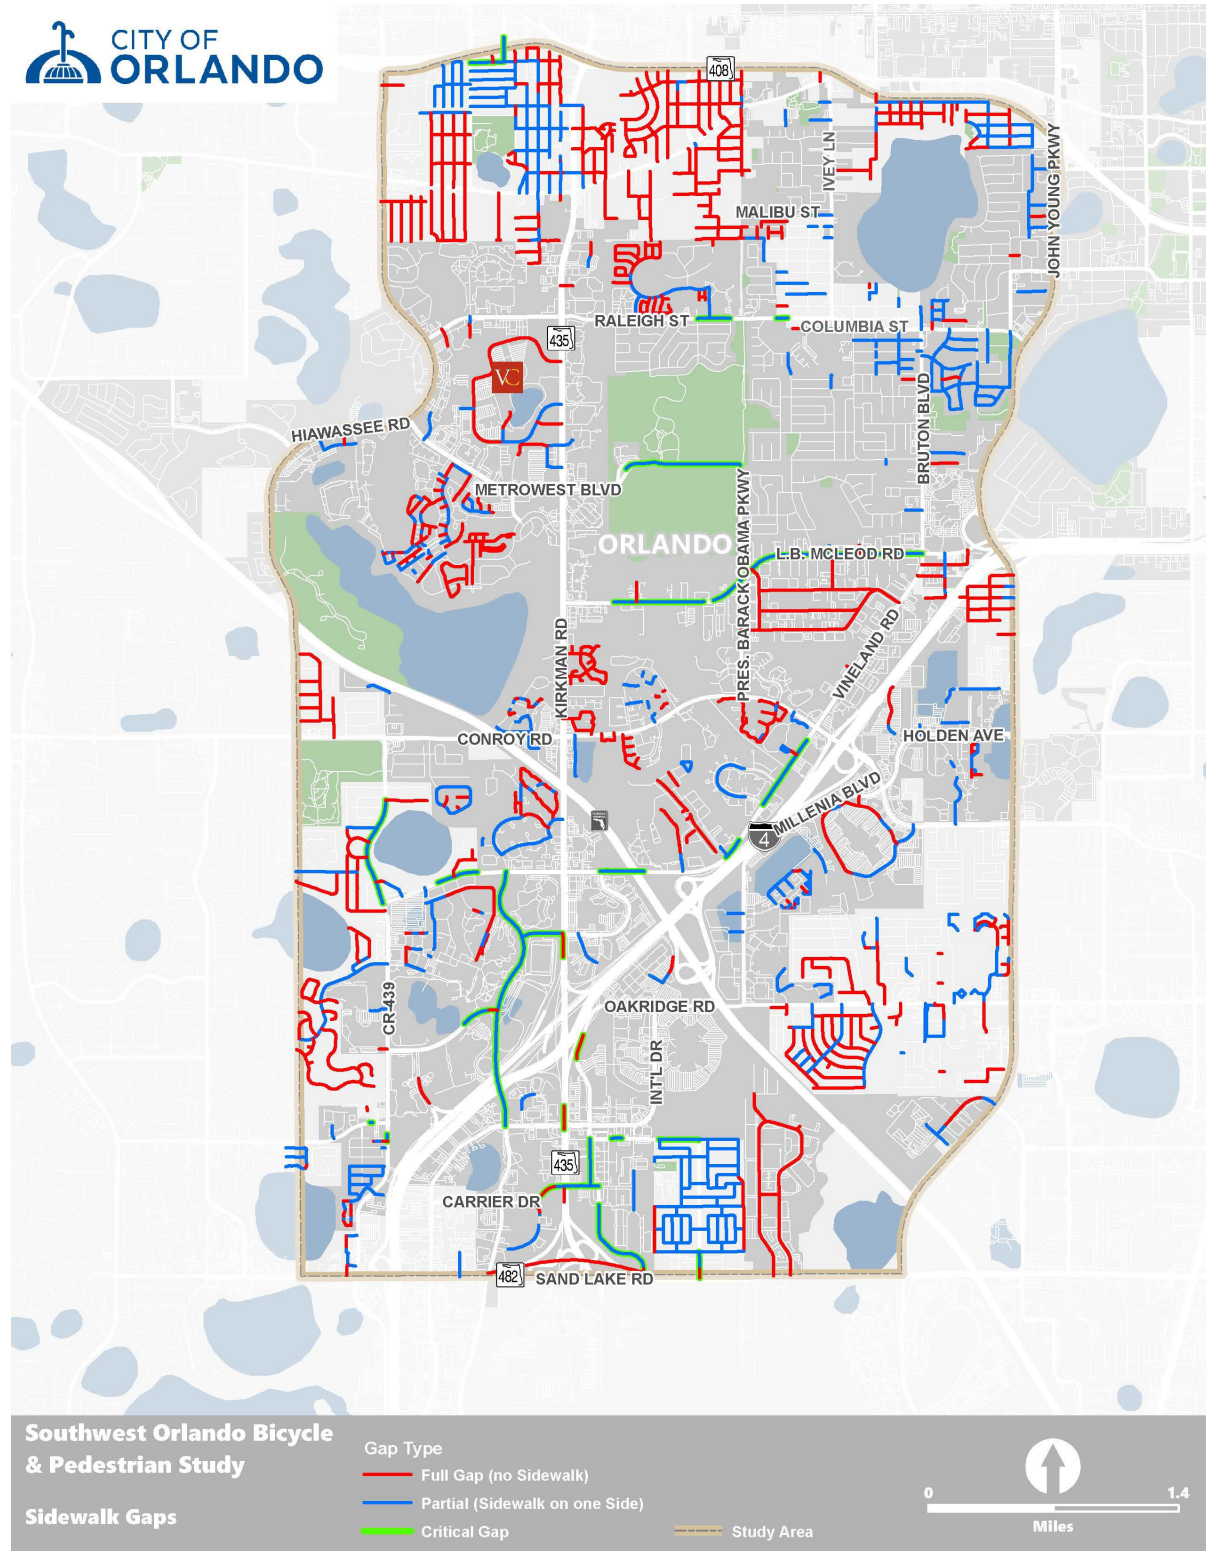 CITY OF
ORLANDO
408
JOHN YOUNG PKWY
IVEY LN
MALIBU ST
RALEIGH ST
COLUMBIA ST
435
VC
BRUTON BLVD
HIAWASSEE RD
METROWEST BLVD
ORLANDO
L.B. MCLEOD RD
PRES. BARACK OBAMA PKWY
KIRKMAN RD
VINELAND RD
CONROY RD
HOLDEN AVE
MILLENIA BLVD
4
CR-439
OAKRIDGE RD
INT'L DR
435
CARRIER DR
482
SAND LAKE RD
Southwest Orlando Bicycle
& Pedestrian Study
Sidewalk Gaps
Gap Type
Full Gap (no Sidewalk)
Partial (Sidewalk on one Side)
Critical Gap
Study Area
0 1.4
Miles